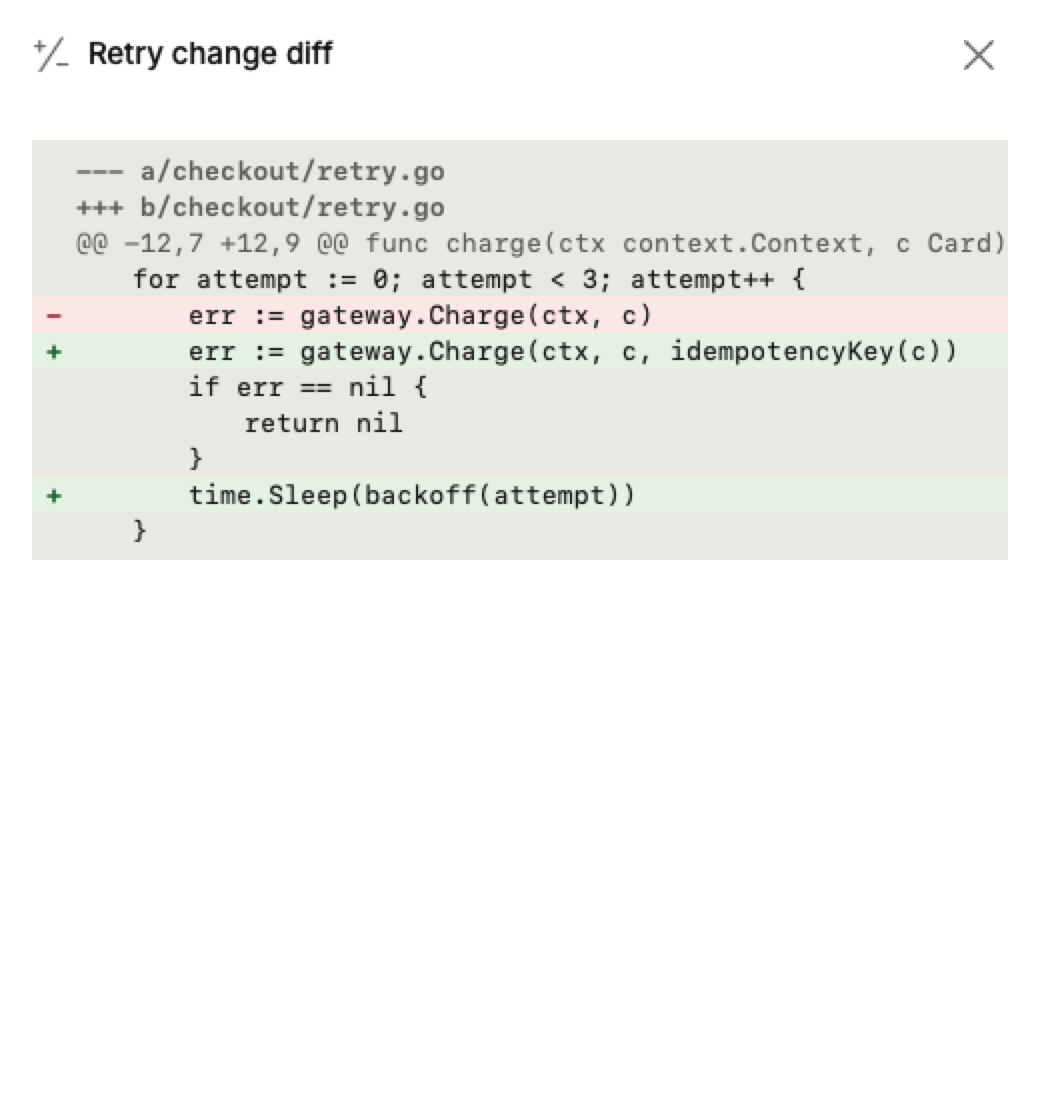 +/- Retry change diff
--- a/checkout/retry.go
+++ b/checkout/retry.go
@@ -12,7 +12,9 @@ func charge(ctx context.Context, c Card)
    for attempt := 0; attempt < 3; attempt++ {
-        err := gateway.Charge(ctx, c)
+        err := gateway.Charge(ctx, c, idempotencyKey(c))
        if err == nil {
            return nil
        }
+        time.Sleep(backoff(attempt))
    }